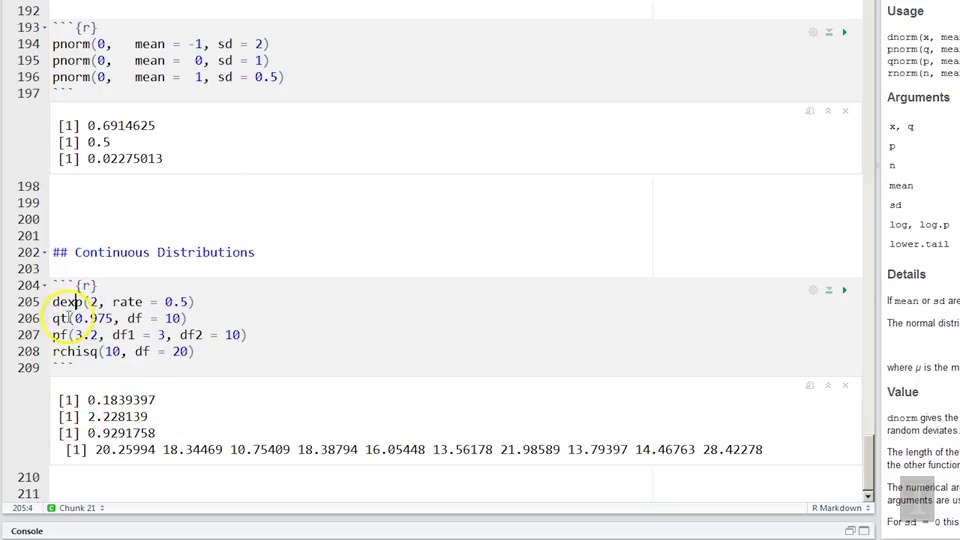 192
193 ```{r}
194 pnorm(0,   mean = -1, sd = 2)
195 pnorm(0,   mean =  0, sd = 1)
196 pnorm(0,   mean =  1, sd = 0.5)
197 ```
[1] 0.6914625
[1] 0.5
[1] 0.02275013
198
199
200
201
202 ## Continuous Distributions
203
204 ```{r}
205 dexp(2, rate = 0.5)
206 qt(0.975, df = 10)
207 pf(3.2, df1 = 3, df2 = 10)
208 rchisq(10, df = 20)
209 ```
[1] 0.1839397
[1] 2.228139
[1] 0.9291758
[1] 20.25994 18.34469 10.75409 18.38794 16.05448 13.56178 21.98589 13.79397 14.46763 28.42278
210
211
205:4 C Chunk 21 R Markdown
Console
Usage
dnorm(x, mea
pnorm(q, mea
qnorm(p, mea
rnorm(n, mea
Arguments
x, q
p
n
mean
sd
log, log.p
lower.tail
Details
If mean or sd are
The normal distri
where μ is the me
Value
dnorm gives the
random deviates.
The length of the
the other function
The numerical ar
arguments are us
For sd = 0 this